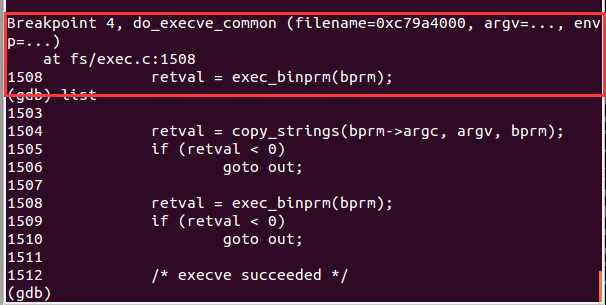 Breakpoint 4, do_execve_common (filename=0xc79a4000, argv=..., env
p=...)
    at fs/exec.c:1508
1508            retval = exec_binprm(bprm);
(gdb) list
1503
1504            retval = copy_strings(bprm->argc, argv, bprm);
1505            if (retval < 0)
1506                    goto out;
1507
1508            retval = exec_binprm(bprm);
1509            if (retval < 0)
1510                    goto out;
1511
1512            /* execve succeeded */
(gdb)